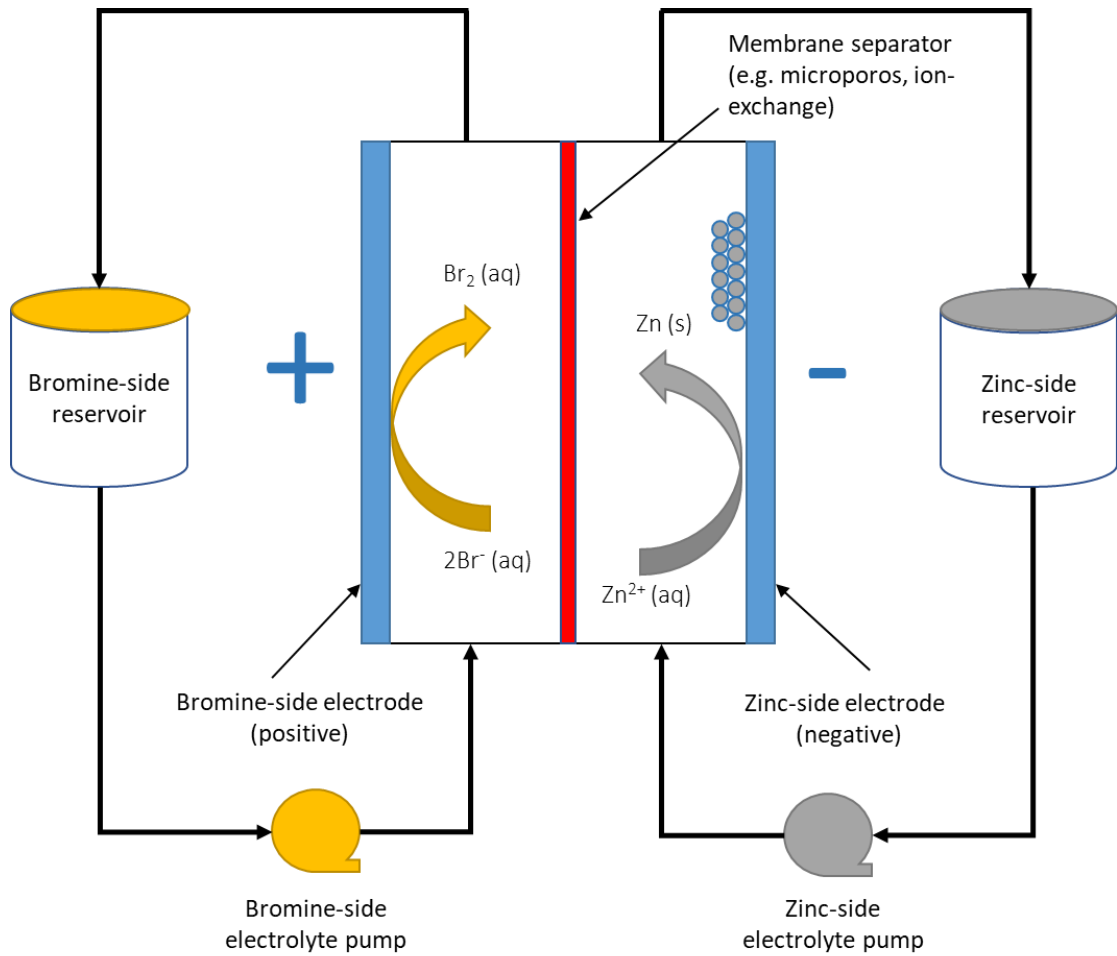 Membrane separator
(e.g. microporos, ion-
exchange)
Br₂ (aq)
Zn (s)
+
-
Bromine-side
reservoir
Zinc-side
reservoir
2Br⁻ (aq)
Zn²⁺ (aq)
Bromine-side electrode
(positive)
Zinc-side electrode
(negative)
Bromine-side
electrolyte pump
Zinc-side
electrolyte pump